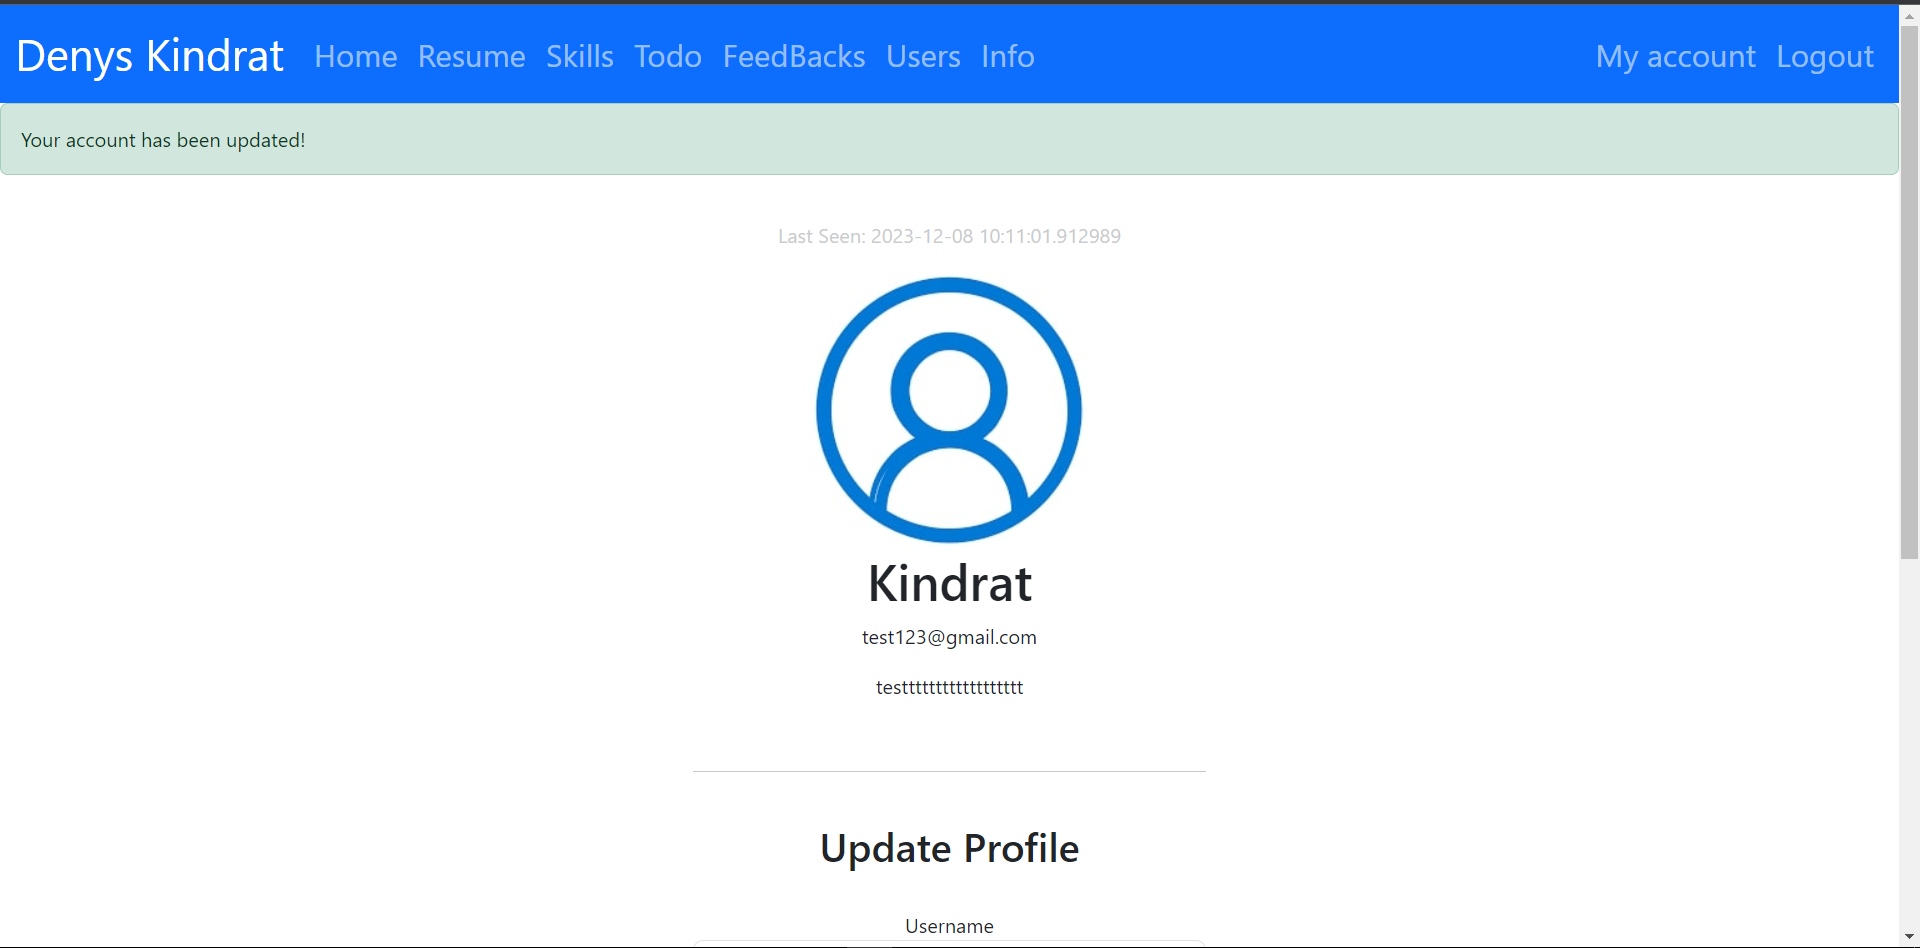 Denys Kindrat Home Resume Skills Todo FeedBacks Users Info My account Logout
Your account has been updated!
Last Seen: 2023-12-08 10:11:01.912989
Kindrat
test123@gmail.com
testttttttttttttttttt
Update Profile
Username